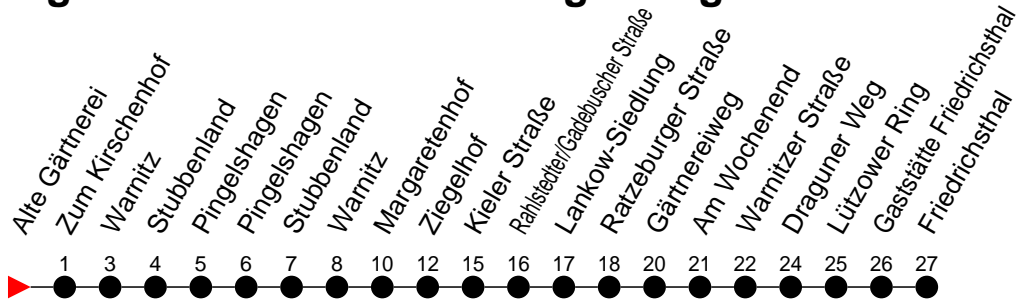 Alte Gärtnerei
Zum Kirschenhof
Warnitz
Stubbenland
Pingelshagen
Pingelshagen
Stubbenland
Warnitz
Margaretenhof
Ziegelhof
Kieler Straße
Rahlstedter/Gadebuscher Straße
Lankow-Siedlung
Ratzeburger Straße
Gärtnereiweg
Am Wochenend
Warnitzer Straße
Draguner Weg
Lützower Ring
Gaststätte Friedrichsthal
Friedrichsthal
1 3 4 5 6 7 8 10 12 15 16 17 18 20 21 22 24 25 26 27